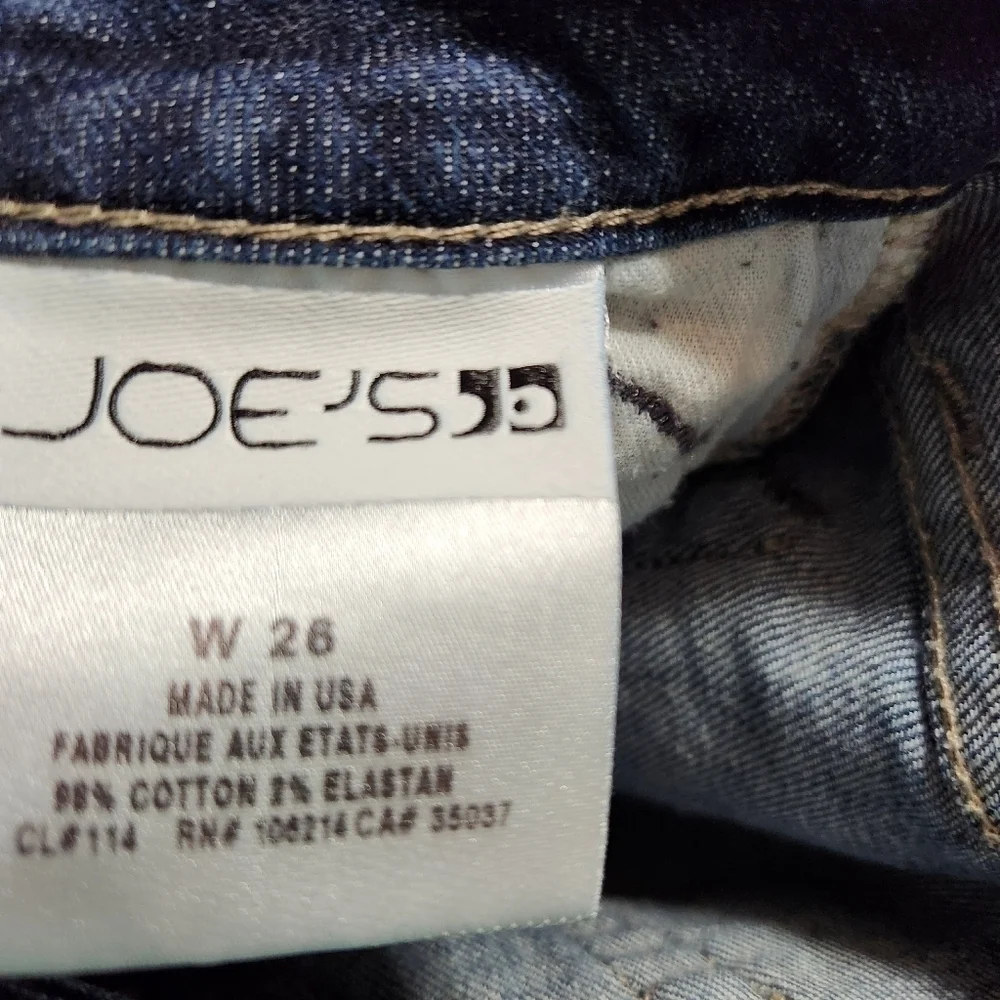 JOE'S
W 26
MADE IN USA
FABRIQUE AUX ETATS-UNIS
98% COTTON 2% ELASTAN
CL#114 RN# 106214 CA# 35037